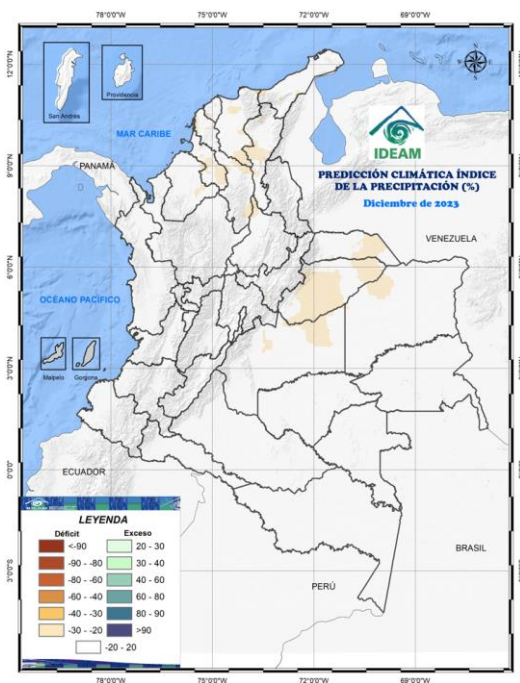 78°0'0"W 75°0'0"W 72°0'0"W 69°0'0"W
12°0'0"N
9°0'0"N
6°0'0"N
3°0'0"N
0°0'0"
3°0'0"S
San Andrés
Providencia
MAR CARIBE
PANAMÁ
IDEAM
PREDICCIÓN CLIMÁTICA ÍNDICE
DE LA PRECIPITACIÓN (%)
Diciembre de 2023
VENEZUELA
OCÉANO PACÍFICO
Malpelo
Gorgona
ECUADOR
BRASIL
PERÚ
LEYENDA
Déficit Exceso
<-90 20 - 30
-90 - -80 30 - 40
-80 - -60 40 - 60
-60 - -40 60 - 80
-40 - -30 80 - 90
-30 - -20 >90
-20 - 20
78°0'0"W 75°0'0"W 72°0'0"W 69°0'0"W